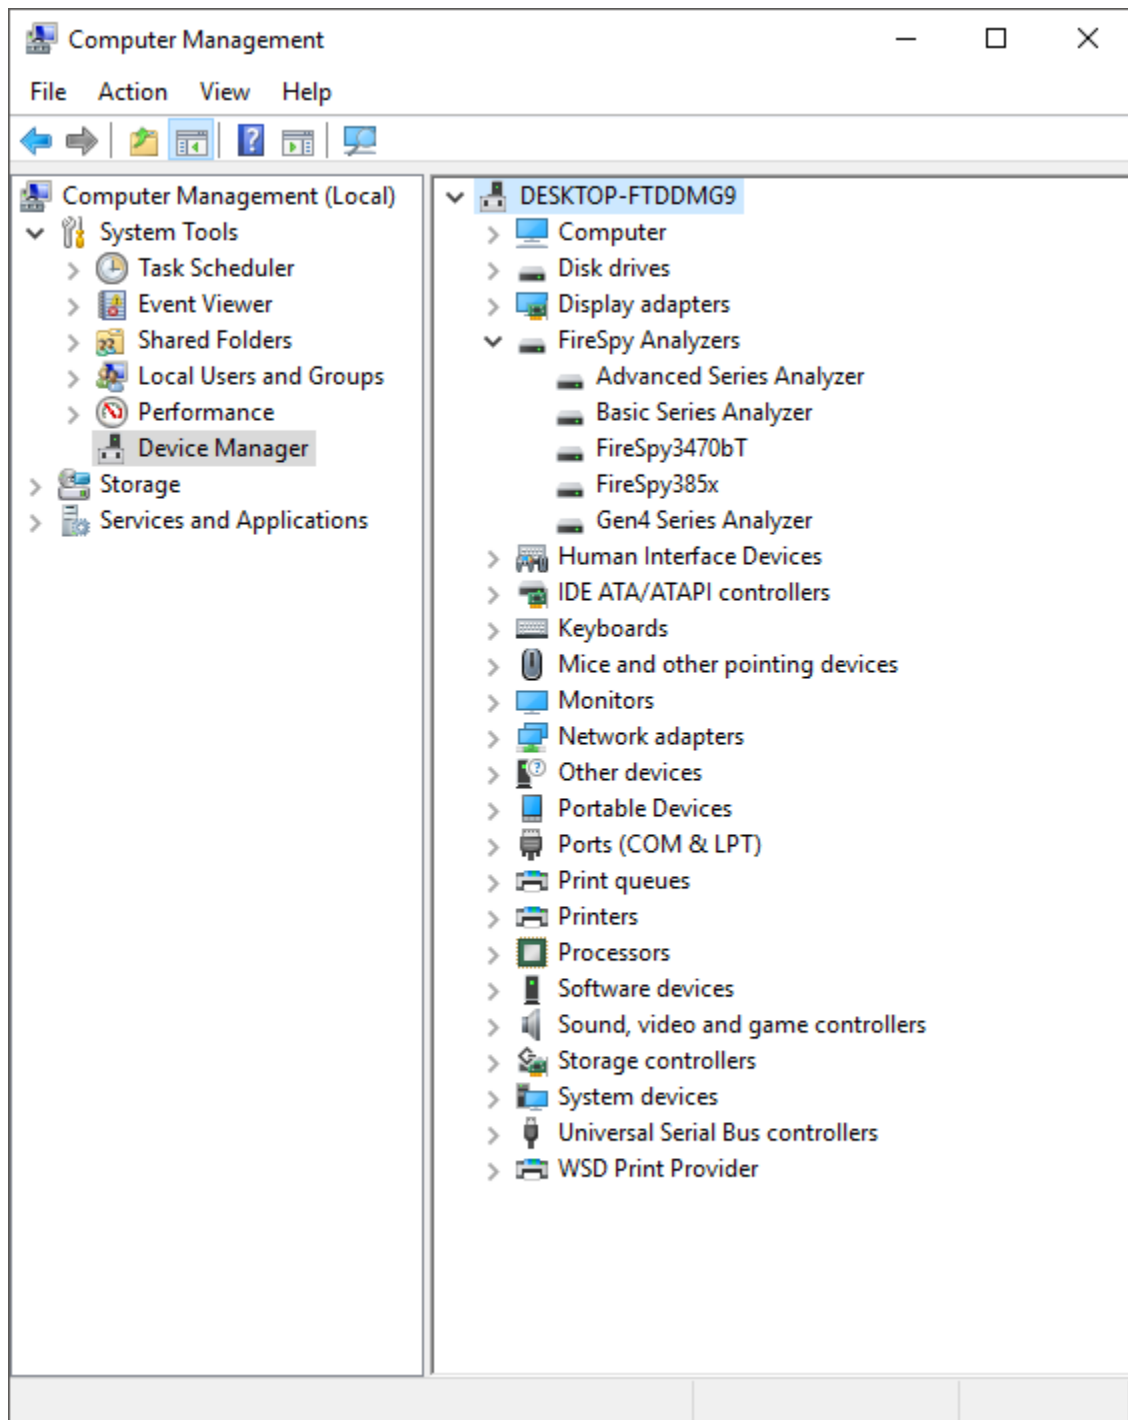 Computer Management
File Action View Help
Computer Management (Local)
System Tools
Task Scheduler
Event Viewer
Shared Folders
Local Users and Groups
Performance
Device Manager
Storage
Services and Applications
DESKTOP-FTDDMG9
Computer
Disk drives
Display adapters
FireSpy Analyzers
Advanced Series Analyzer
Basic Series Analyzer
FireSpy3470bT
FireSpy385x
Gen4 Series Analyzer
Human Interface Devices
IDE ATA/ATAPI controllers
Keyboards
Mice and other pointing devices
Monitors
Network adapters
Other devices
Portable Devices
Ports (COM & LPT)
Print queues
Printers
Processors
Software devices
Sound, video and game controllers
Storage controllers
System devices
Universal Serial Bus controllers
WSD Print Provider